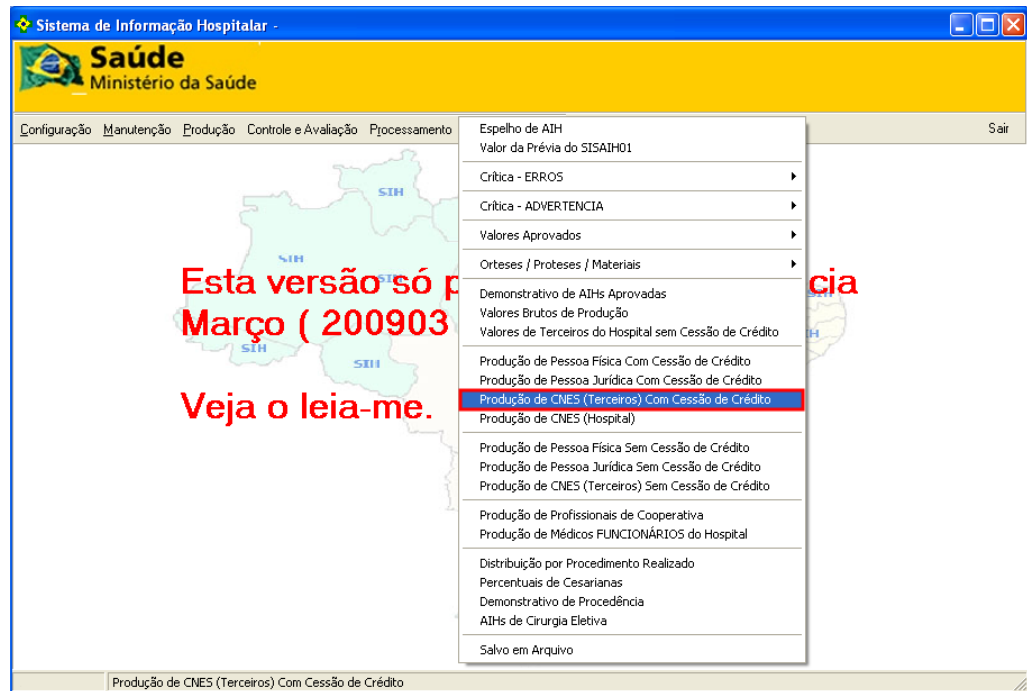 Sistema de Informação Hospitalar -
Saúde
Ministério da Saúde
Configuração Manutenção Produção Controle e Avaliação Processamento Sair
Espelho de AIH
Valor da Prévia do SISAIH01
Crítica - ERROS
Crítica - ADVERTENCIA
Valores Aprovados
Orteses / Proteses / Materiais
Demonstrativo de AIHs Aprovadas
Valores Brutos de Produção
Valores de Terceiros do Hospital sem Cessão de Crédito
Produção de Pessoa Física Com Cessão de Crédito
Produção de Pessoa Jurídica Com Cessão de Crédito
Produção de CNES (Terceiros) Com Cessão de Crédito
Produção de CNES (Hospital)
Produção de Pessoa Física Sem Cessão de Crédito
Produção de Pessoa Jurídica Sem Cessão de Crédito
Produção de CNES (Terceiros) Sem Cessão de Crédito
Produção de Profissionais de Cooperativa
Produção de Médicos FUNCIONÁRIOS do Hospital
Distribuição por Procedimento Realizado
Percentuais de Cesarianas
Demonstrativo de Procedência
AIHs de Cirurgia Eletiva
Salvo em Arquivo
SIH
SIH
Esta versão só
Março ( 200903
SIH
SIH
Veja o leia-me.
Produção de CNES (Terceiros) Com Cessão de Crédito